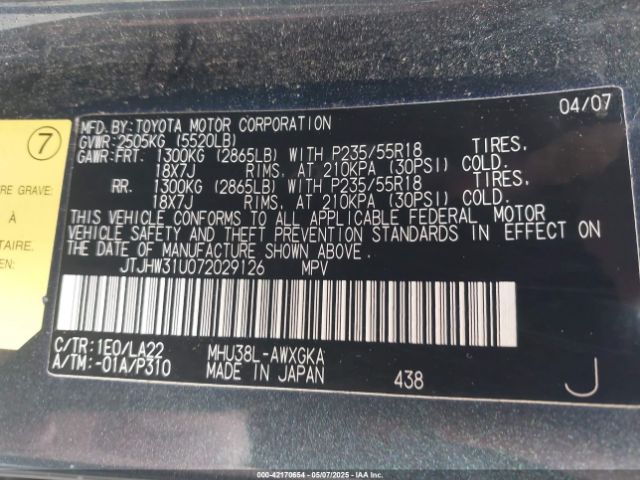 04/07
MFD. BY: TOYOTA MOTOR CORPORATION
GVWR: 2505KG (5520LB)
GAWR: FRT. 1300KG (2865LB) WITH P235/55R18 TIRES,
18X7J RIMS, AT 210KPA (30PSI) COLD.
RR. 1300KG (2865LB) WITH P235/55R18 TIRES,
18X7J RIMS, AT 210KPA (30PSI) COLD.
THIS VEHICLE CONFORMS TO ALL APPLICABLE FEDERAL MOTOR
VEHICLE SAFETY AND THEFT PREVENTION STANDARDS IN EFFECT ON
THE DATE OF MANUFACTURE SHOWN ABOVE.
JTJHW31U072029126 MPV
C/TR: 1E0/LA22 MHU38L-AWXGKA
A/TM: -01A/P310 MADE IN JAPAN 438 J
7
GRAVE:
À
TAIRE.
EN:
000-42170654 - 05/07/2025 - IAAI.COM